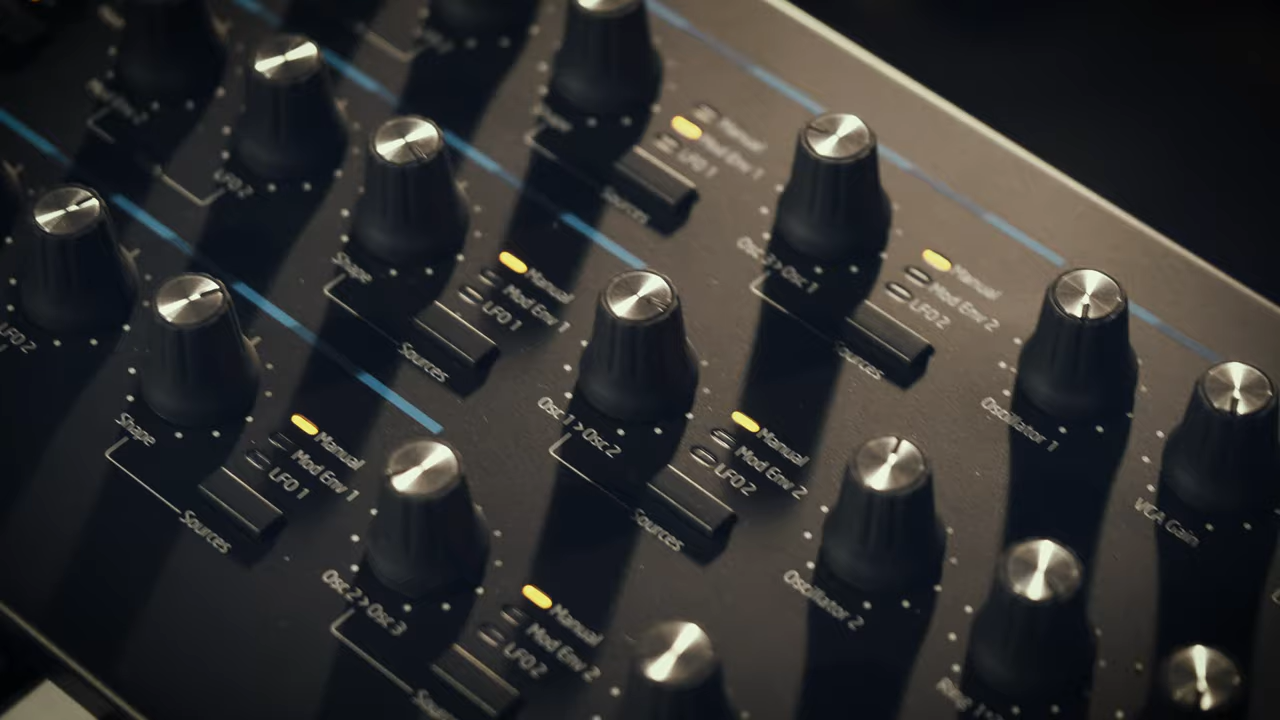 Shape
Manual
Mod Env 1
LFO 1
Sources
LFO 2
Osc 3 > Osc 1
Manual
Mod Env 2
LFO 2
Sources
Shape
Manual
Mod Env 1
LFO 1
Sources
Oscillator 1
LFO 2
Osc 1 > Osc 2
Manual
Mod Env 2
LFO 2
Sources
VCA Gain
Shape
Manual
Mod Env 1
LFO 1
Sources
Oscillator 2
Osc 2 > Osc 3
Manual
Mod Env 2
LFO 2
Ring